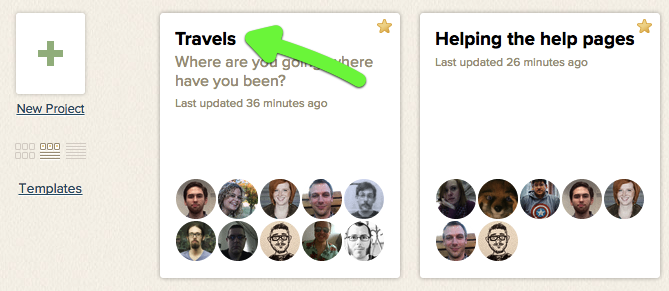 Travels
Where are you going, where
have you been?
Last updated 36 minutes ago
Helping the help pages
Last updated 26 minutes ago
New Project
Templates